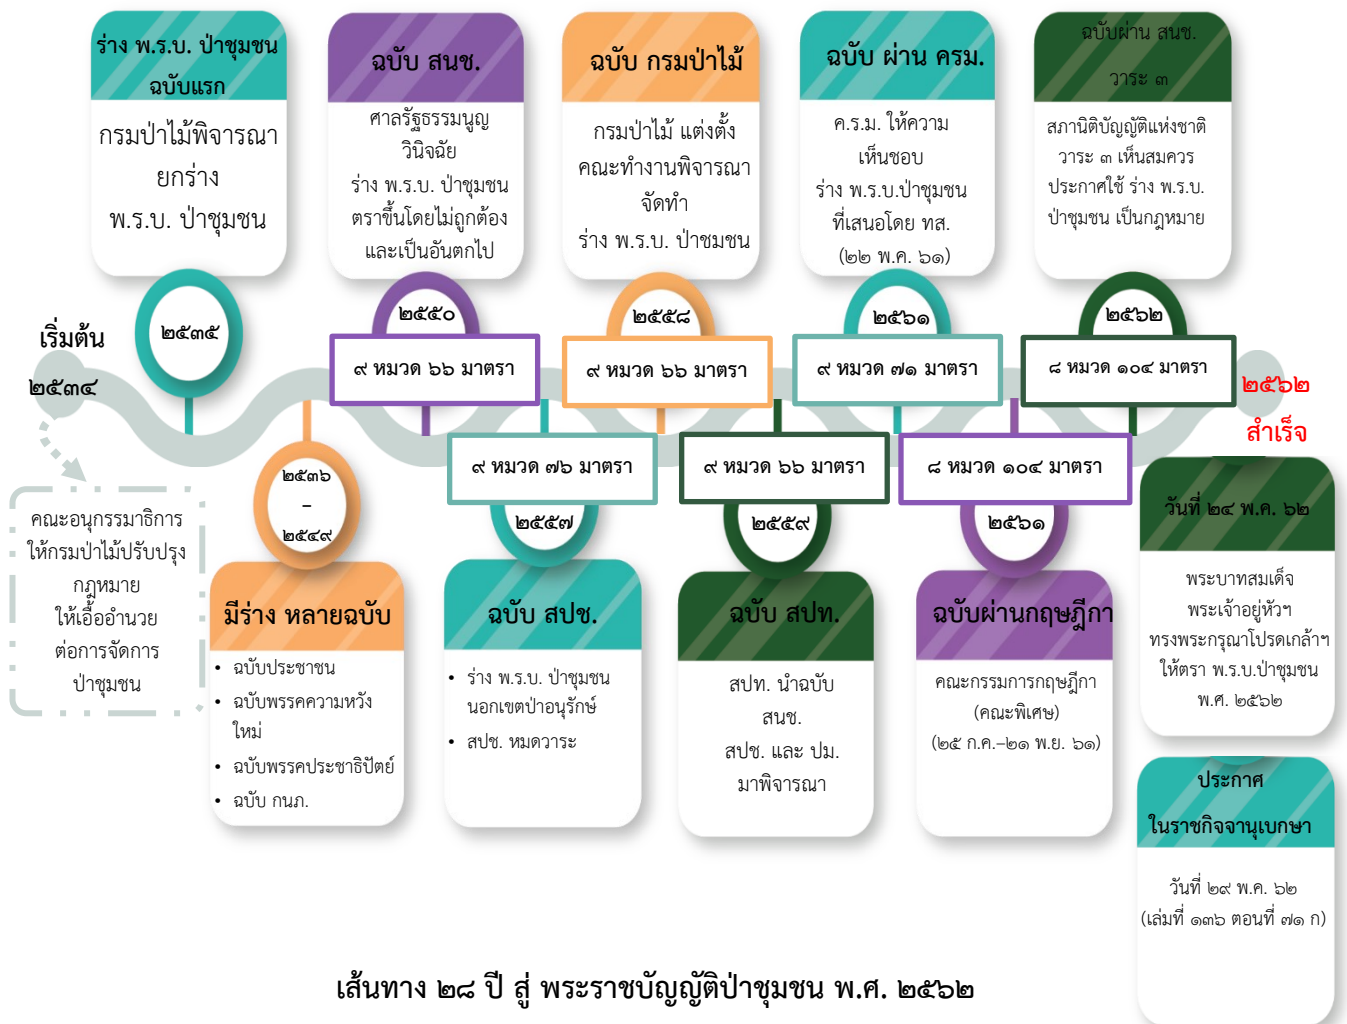 ร่าง พ.ร.บ. ป่าชุมชน
ฉบับแรก
กรมป่าไม้พิจารณา
ยกร่าง
พ.ร.บ. ป่าชุมชน
ฉบับ สนช.
ศาลรัฐธรรมนูญ
วินิจฉัย
ร่าง พ.ร.บ. ป่าชุมชน
ตราขึ้นโดยไม่ถูกต้อง
และเป็นอันตกไป
ฉบับ กรมป่าไม้
กรมป่าไม้ แต่งตั้ง
คณะทำงานพิจารณา
จัดทำ
ร่าง พ.ร.บ. ป่าชมชน
ฉบับ ผ่าน ครม.
ค.ร.ม. ให้ความ
เห็นชอบ
ร่าง พ.ร.บ.ป่าชุมชน
ที่เสนอโดย ทส.
(๒๒ พ.ค. ๖๑)
ฉบับผ่าน สนช.
วาระ ๓
สภานิติบัญญัติแห่งชาติ
วาระ ๓ เห็นสมควร
ประกาศใช้ ร่าง พ.ร.บ.
ป่าชุมชน เป็นกฎหมาย
เริ่มต้น
๒๕๓๔
๒๕๓๕
๒๕๕๐
๙ หมวด ๖๖ มาตรา
๒๕๕๘
๙ หมวด ๖๖ มาตรา
๒๕๖๑
๙ หมวด ๗๑ มาตรา
๒๕๖๒
๘ หมวด ๑๐๔ มาตรา
๒๕๖๒
สำเร็จ
คณะอนุกรรมาธิการ
ให้กรมป่าไม้ปรับปรุง
กฎหมาย
ให้เอื้ออำนวย
ต่อการจัดการ
ป่าชุมชน
๒๕๓๖
–
๒๕๔๙
มีร่าง หลายฉบับ
• ฉบับประชาชน
• ฉบับพรรคความหวัง
ใหม่
• ฉบับพรรคประชาธิปัตย์
• ฉบับ กนภ.
๙ หมวด ๗๖ มาตรา
๒๕๕๗
ฉบับ สปช.
• ร่าง พ.ร.บ. ป่าชุมชน
นอกเขตป่าอนุรักษ์
• สปช. หมดวาระ
๙ หมวด ๖๖ มาตรา
๒๕๕๙
ฉบับ สปท.
สปท. นำฉบับ
สนช.
สปช. และ ปม.
มาพิจารณา
๘ หมวด ๑๐๔ มาตรา
๒๕๖๑
ฉบับผ่านกฤษฎีกา
คณะกรรมการกฤษฎีกา
(คณะพิเศษ)
(๒๕ ก.ค.–๒๑ พ.ย. ๖๑)
วันที่ ๒๔ พ.ค. ๖๒
พระบาทสมเด็จ
พระเจ้าอยู่หัวฯ
ทรงพระกรุณาโปรดเกล้าฯ
ให้ตรา พ.ร.บ.ป่าชุมชน
พ.ศ. ๒๕๖๒
ประกาศ
ในราชกิจจานุเบกษา
วันที่ ๒๙ พ.ค. ๖๒
(เล่มที่ ๑๓๖ ตอนที่ ๗๑ ก)
เส้นทาง ๒๘ ปี สู่ พระราชบัญญัติป่าชุมชน พ.ศ. ๒๕๖๒